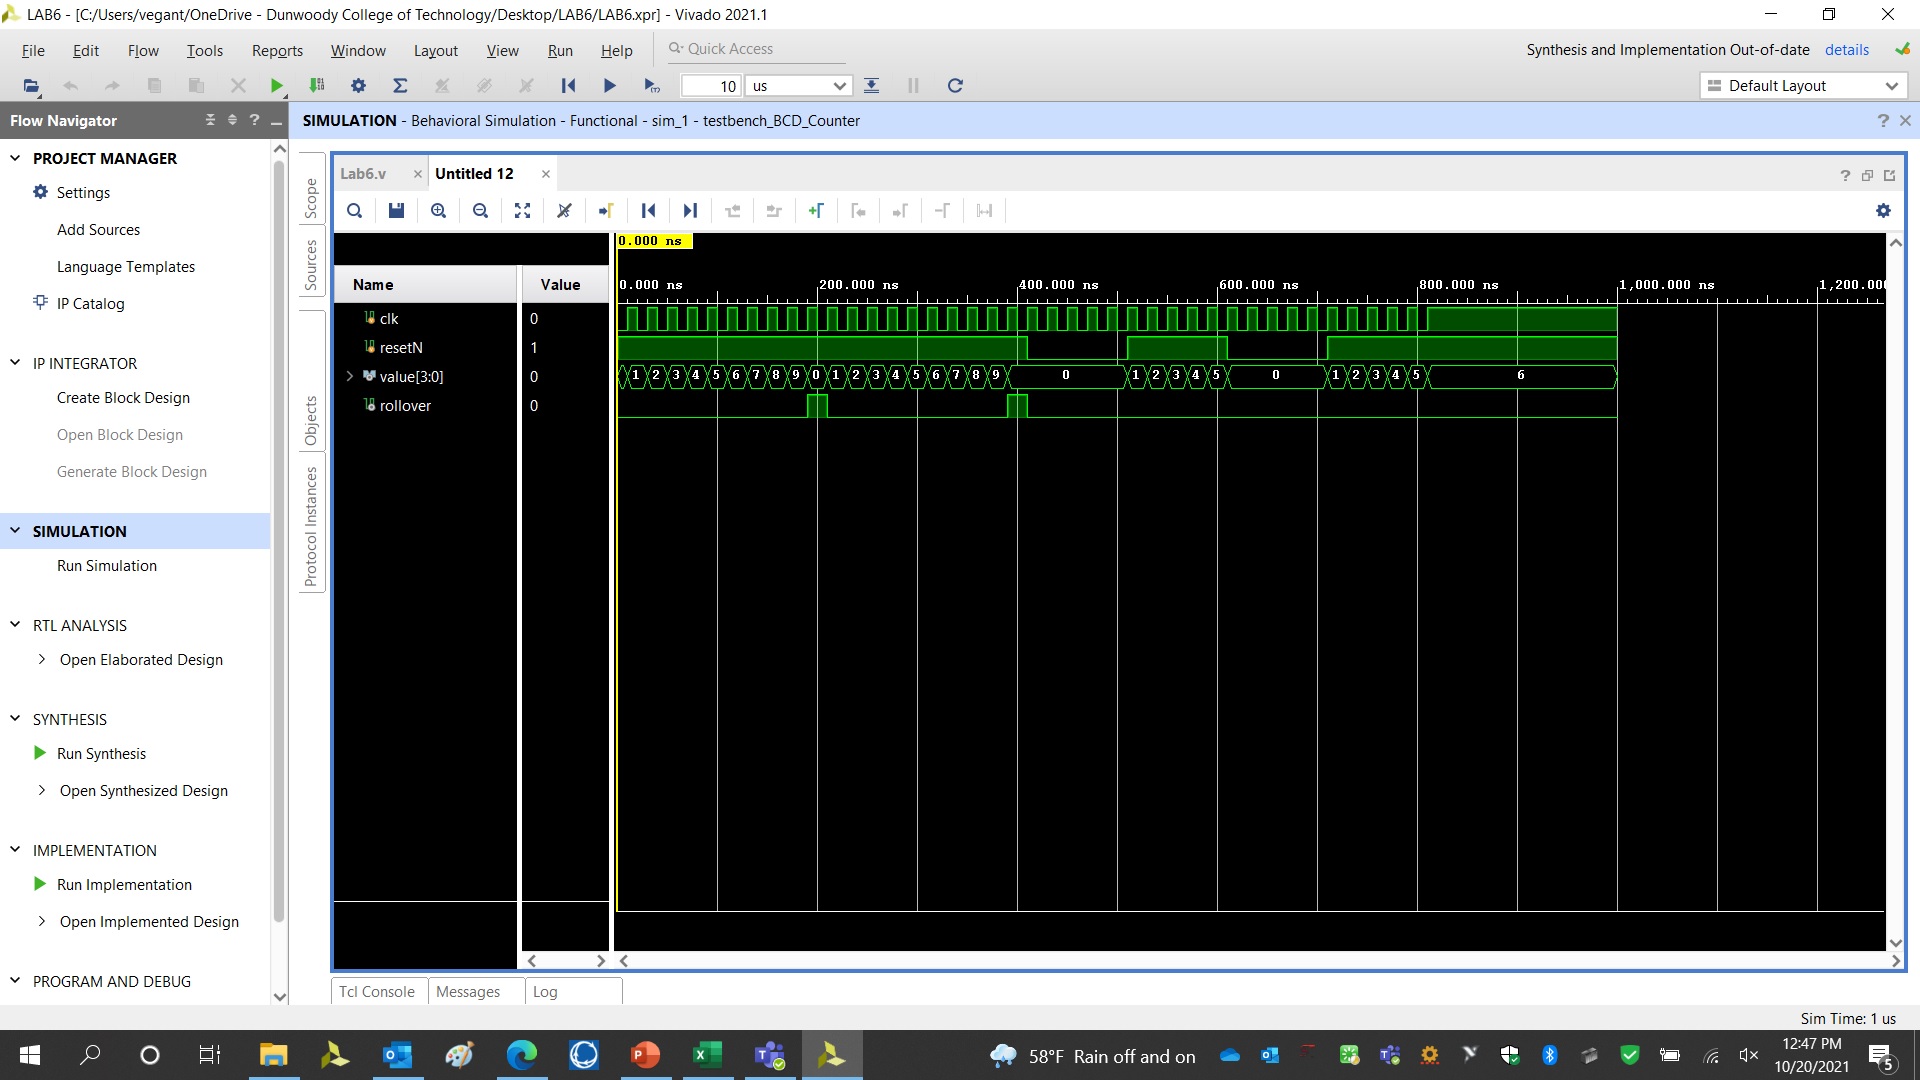 LAB6 - [C:/Users/vegant/OneDrive - Dunwoody College of Technology/Desktop/LAB6/LAB6.xpr] - Vivado 2021.1
File Edit Flow Tools Reports Window Layout View Run Help Quick Access
Synthesis and Implementation Out-of-date details
10 us
Default Layout
Flow Navigator
PROJECT MANAGER
Settings
Add Sources
Language Templates
IP Catalog
IP INTEGRATOR
Create Block Design
Open Block Design
Generate Block Design
SIMULATION
Run Simulation
RTL ANALYSIS
Open Elaborated Design
SYNTHESIS
Run Synthesis
Open Synthesized Design
IMPLEMENTATION
Run Implementation
Open Implemented Design
PROGRAM AND DEBUG
SIMULATION - Behavioral Simulation - Functional - sim_1 - testbench_BCD_Counter
Scope
Sources
Objects
Protocol Instances
Lab6.v Untitled 12
0.000 ns
Name Value
0.000 ns 200.000 ns 400.000 ns 600.000 ns 800.000 ns 1,000.000 ns 1,200.00
clk 0
resetN 1
value[3:0] 0 1 2 3 4 5 6 7 8 9 0 1 2 3 4 5 6 7 8 9 0 1 2 3 4 5 0 1 2 3 4 5 6
rollover 0
Tcl Console Messages Log
Sim Time: 1 us
58°F Rain off and on
12:47 PM
10/20/2021
5